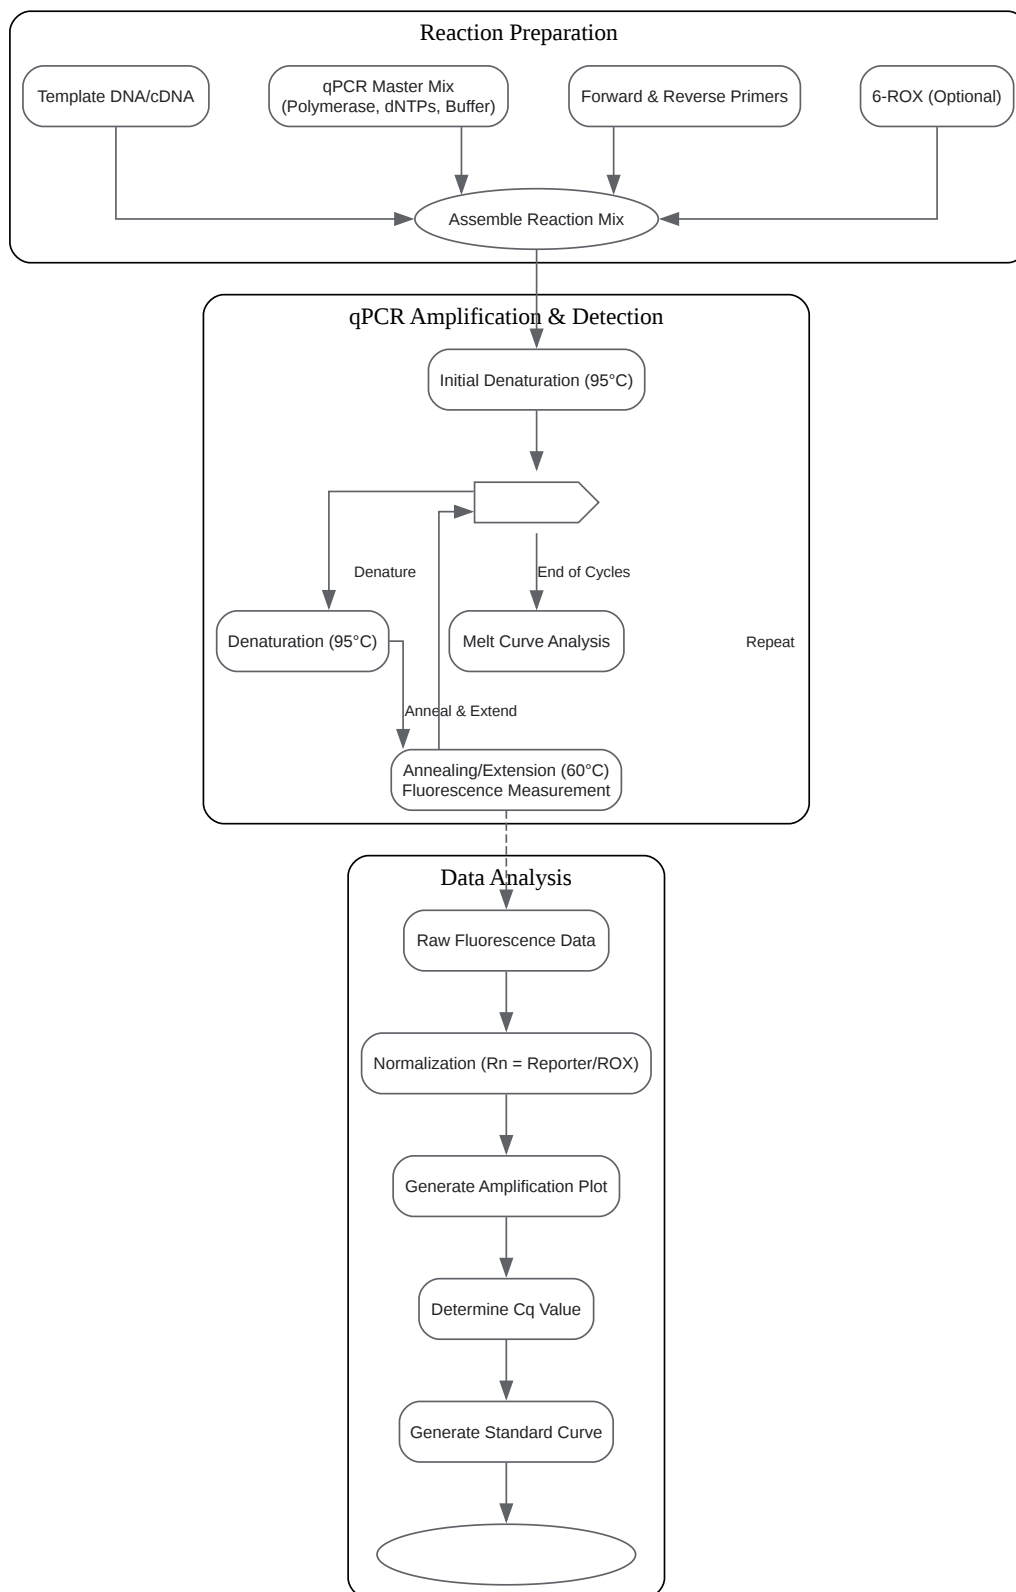 Reaction Preparation
Template DNA/cDNA
qPCR Master Mix
(Polymerase, dNTPs, Buffer)
Forward & Reverse Primers
6-ROX (Optional)
Assemble Reaction Mix
qPCR Amplification & Detection
Initial Denaturation (95°C)
Denature
End of Cycles
Denaturation (95°C)
Melt Curve Analysis
Repeat
Anneal & Extend
Annealing/Extension (60°C)
Fluorescence Measurement
Data Analysis
Raw Fluorescence Data
Normalization (Rn = Reporter/ROX)
Generate Amplification Plot
Determine Cq Value
Generate Standard Curve